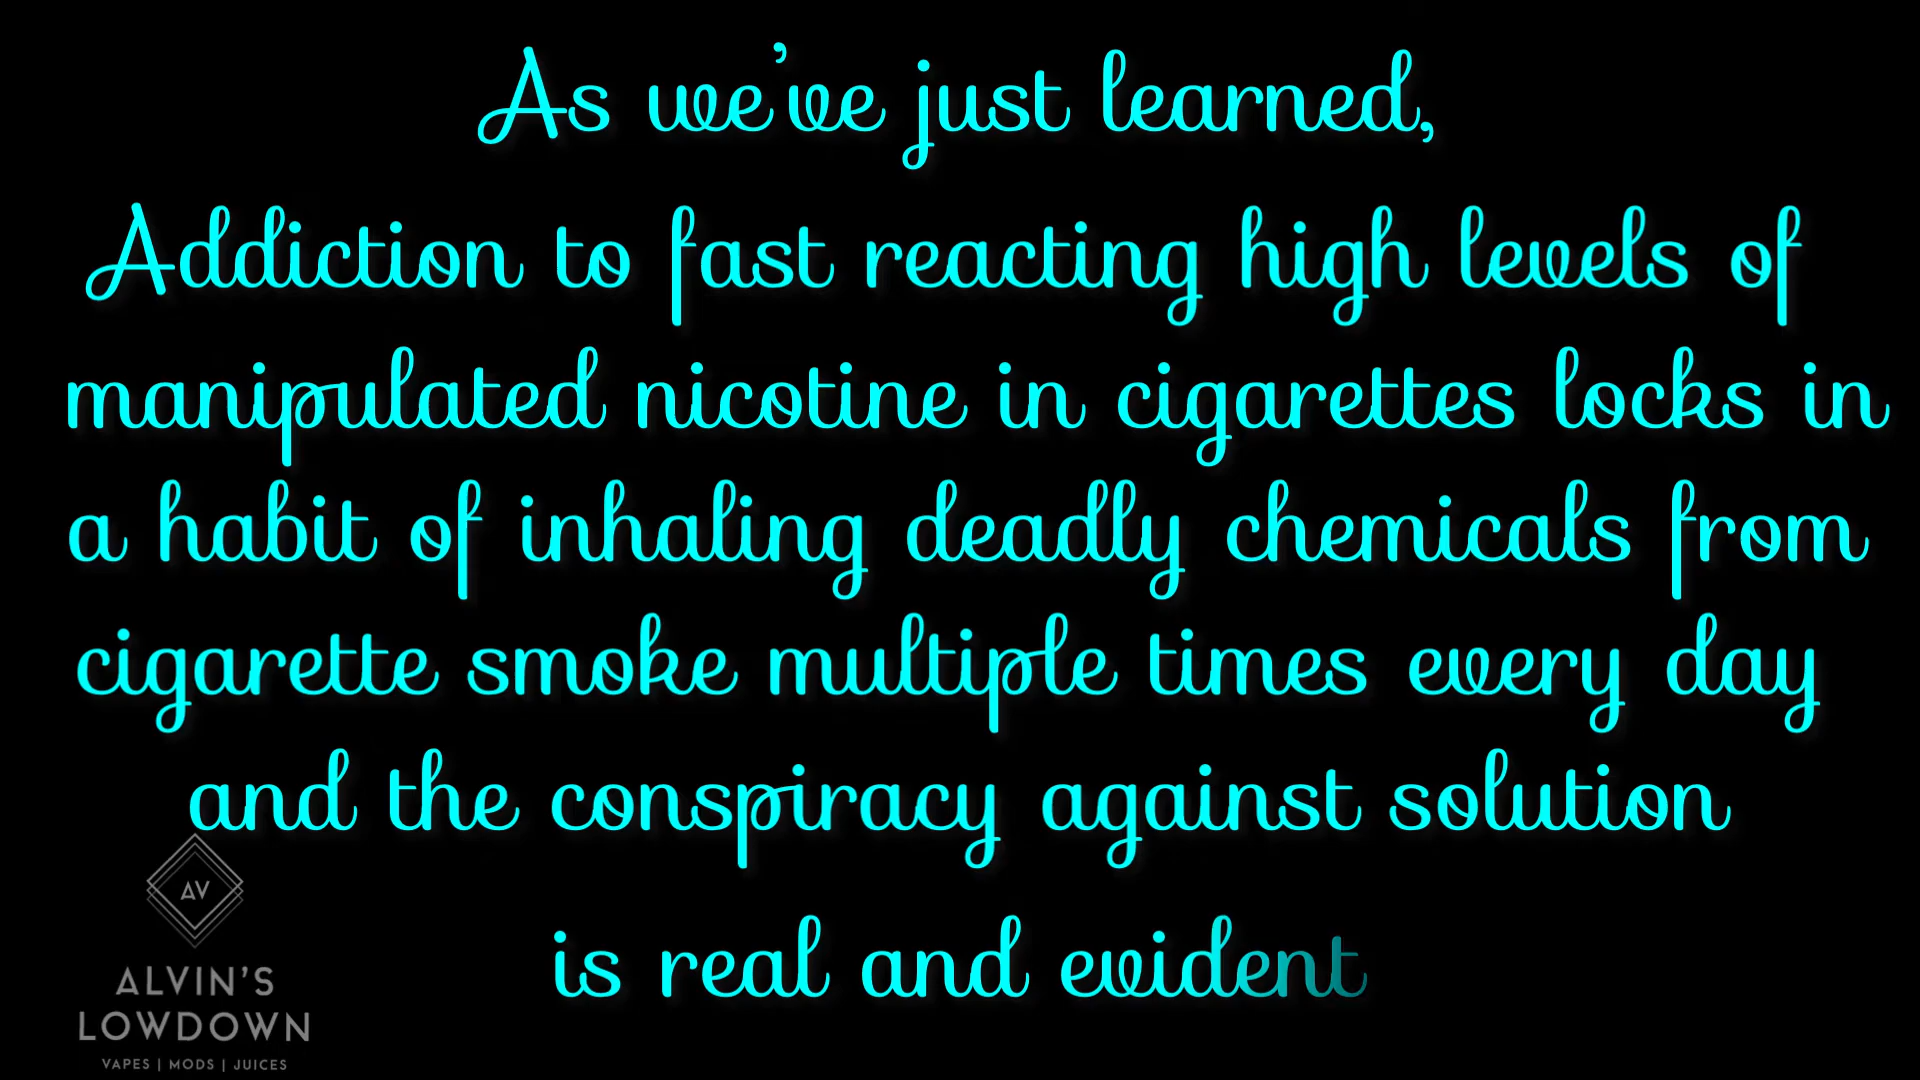 As we've just learned,
Addiction to fast reacting high levels of
manipulated nicotine in cigarettes locks in
a habit of inhaling deadly chemicals from
cigarette smoke multiple times every day
and the conspiracy against solution
is real and evident
AV
ALVIN'S
LOWDOWN
VAPES | MODS | JUICES